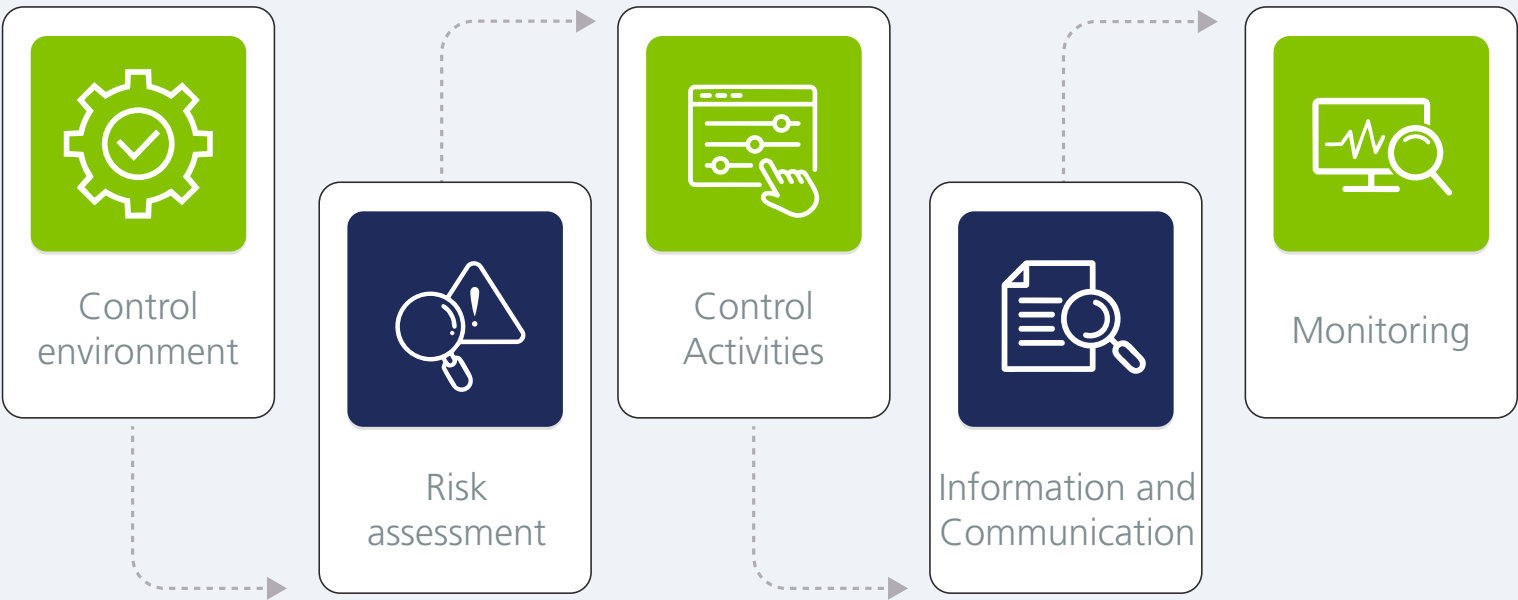 Control
environment
Risk
assessment
Control
Activities
Information and
Communication
Monitoring